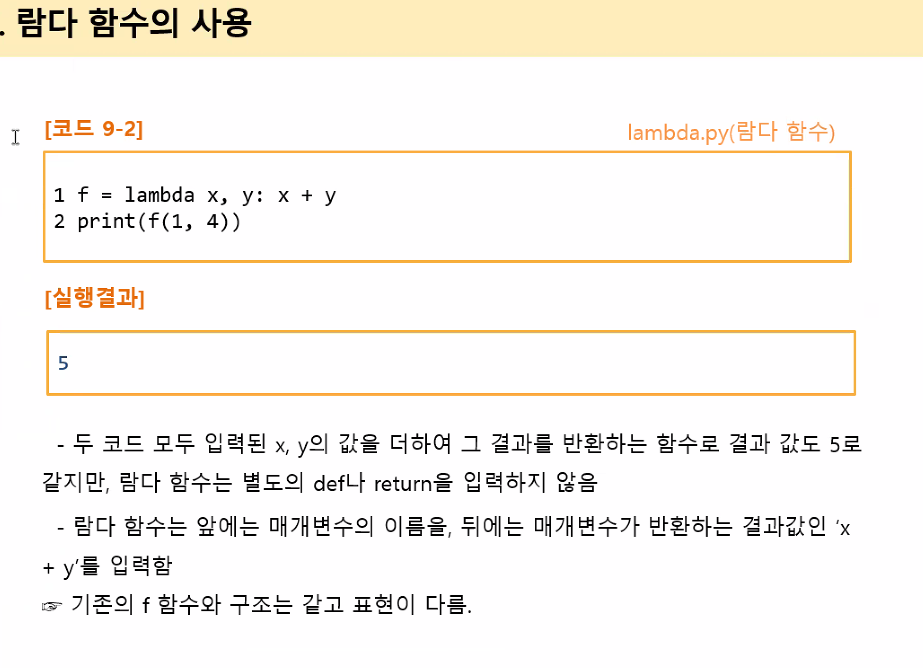 . 람다 함수의 사용
[코드 9-2]
lambda.py(람다 함수)
1 f = lambda x, y: x + y
2 print(f(1, 4))
[실행결과]
5
- 두 코드 모두 입력된 x, y의 값을 더하여 그 결과를 반환하는 함수로 결과 값도 5로
같지만, 람다 함수는 별도의 def나 return을 입력하지 않음
- 람다 함수는 앞에는 매개변수의 이름을, 뒤에는 매개변수가 반환하는 결과값인 ‘x
+ y’를 입력함
☞ 기존의 f 함수와 구조는 같고 표현이 다름.